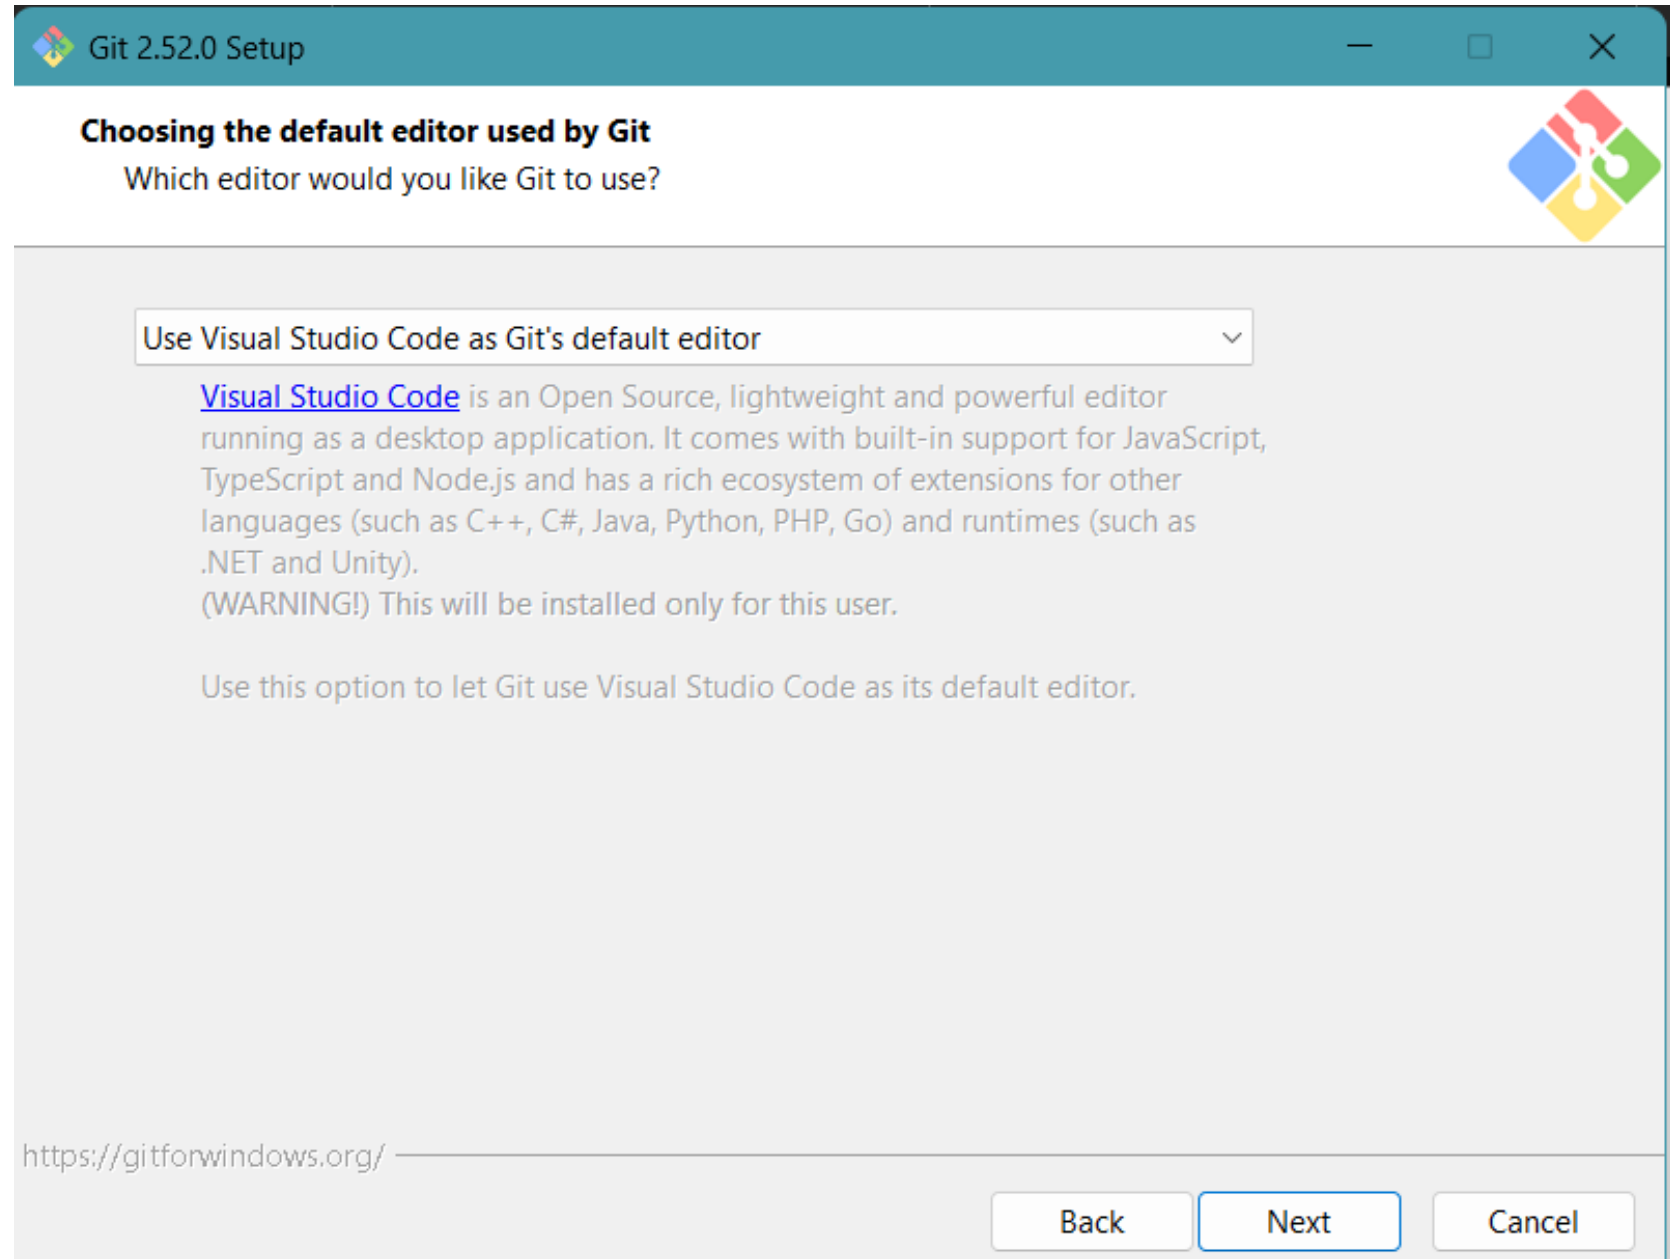 Git 2.52.0 Setup
Choosing the default editor used by Git
Which editor would you like Git to use?
Use Visual Studio Code as Git's default editor
Visual Studio Code is an Open Source, lightweight and powerful editor
running as a desktop application. It comes with built-in support for JavaScript,
TypeScript and Node.js and has a rich ecosystem of extensions for other
languages (such as C++, C#, Java, Python, PHP, Go) and runtimes (such as
.NET and Unity).
(WARNING!) This will be installed only for this user.
Use this option to let Git use Visual Studio Code as its default editor.
https://gitforwindows.org/
Back Next Cancel